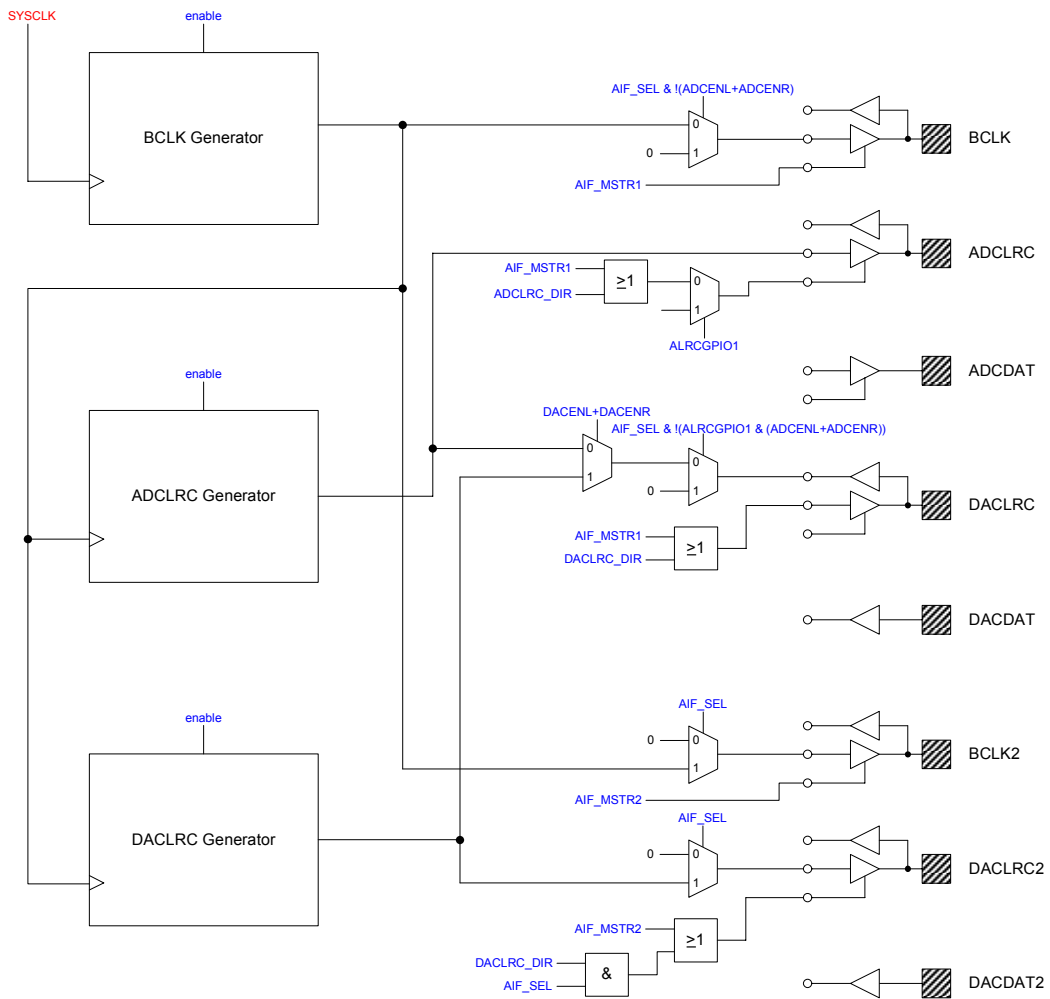 SYSCLK
enable
BCLK Generator
AIF_SEL & !(ADCENL+ADCENR)
0
1
0
AIF_MSTR1
BCLK
ADCLRC
AIF_MSTR1
ADCLRC_DIR
≥1
0
1
ALRCGPIO1
ADCDAT
enable
ADCLRC Generator
DACENL+DACENR
0
1
AIF_SEL & !(ALRCGPIO1 & (ADCENL+ADCENR))
0
1
0
AIF_MSTR1
DACLRC_DIR
≥1
DACLRC
DACDAT
enable
DACLRC Generator
AIF_SEL
0
0
1
AIF_MSTR2
BCLK2
AIF_SEL
0
0
1
DACLRC2
AIF_MSTR2
≥1
DACLRC_DIR
AIF_SEL
&
DACDAT2